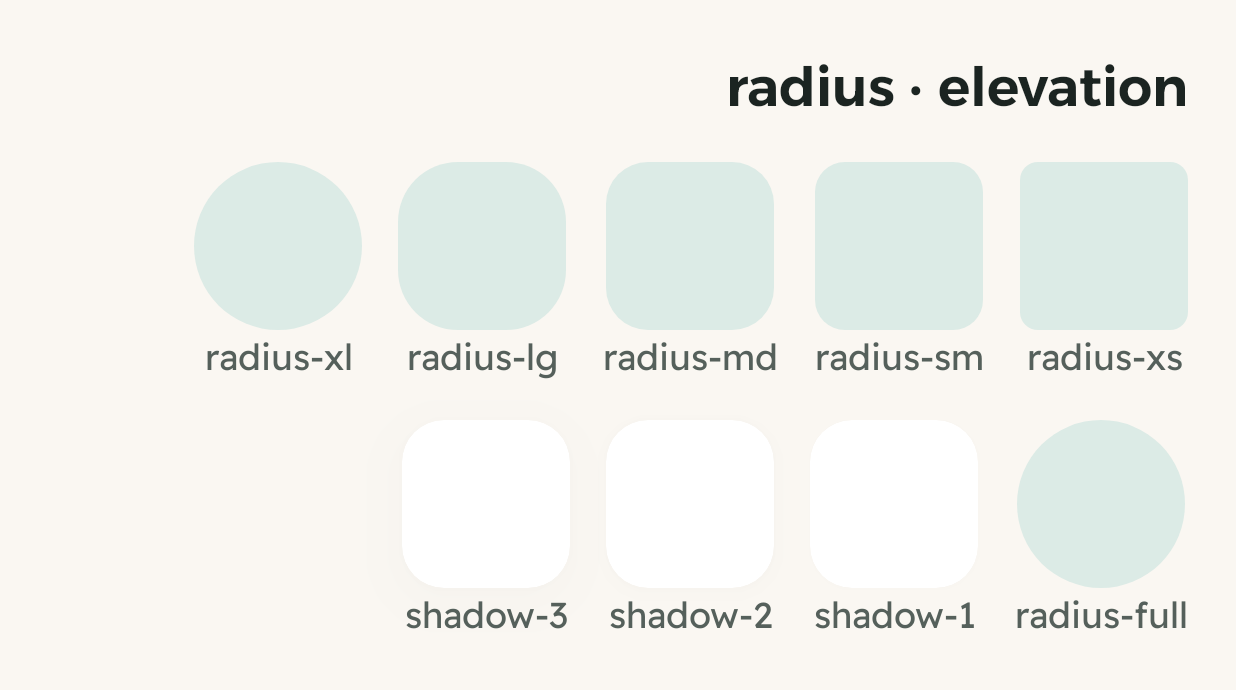 radius · elevation
radius-xl radius-lg radius-md radius-sm radius-xs
shadow-3 shadow-2 shadow-1 radius-full